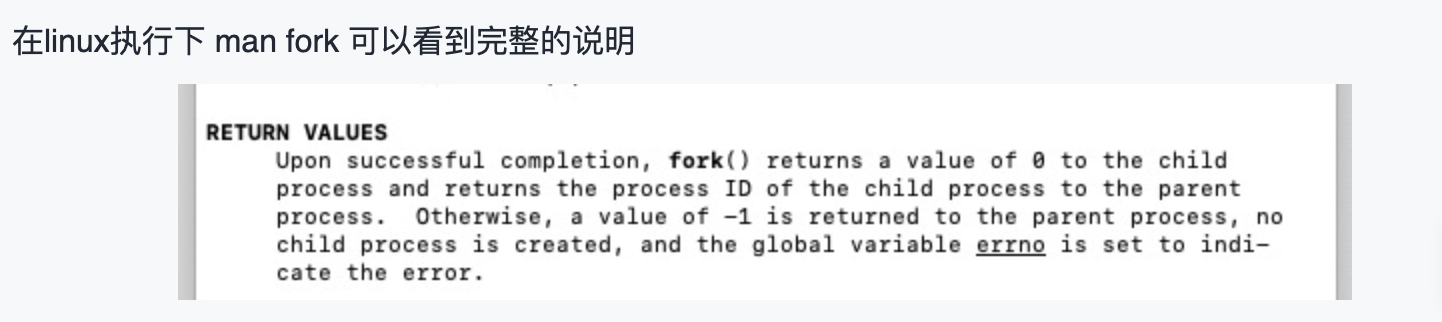 在linux执行下 man fork 可以看到完整的说明
RETURN VALUES
Upon successful completion, fork() returns a value of 0 to the child
process and returns the process ID of the child process to the parent
process.  Otherwise, a value of -1 is returned to the parent process, no
child process is created, and the global variable errno is set to indi-
cate the error.